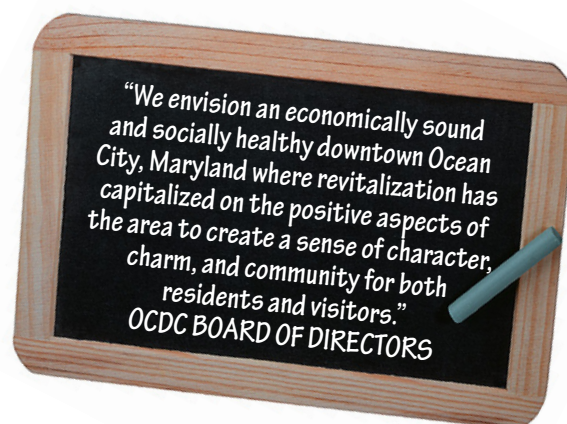 “We envision an economically sound
and socially healthy downtown Ocean
City, Maryland where revitalization has
capitalized on the positive aspects of
the area to create a sense of character,
charm, and community for both
residents and visitors.”
OCDC BOARD OF DIRECTORS